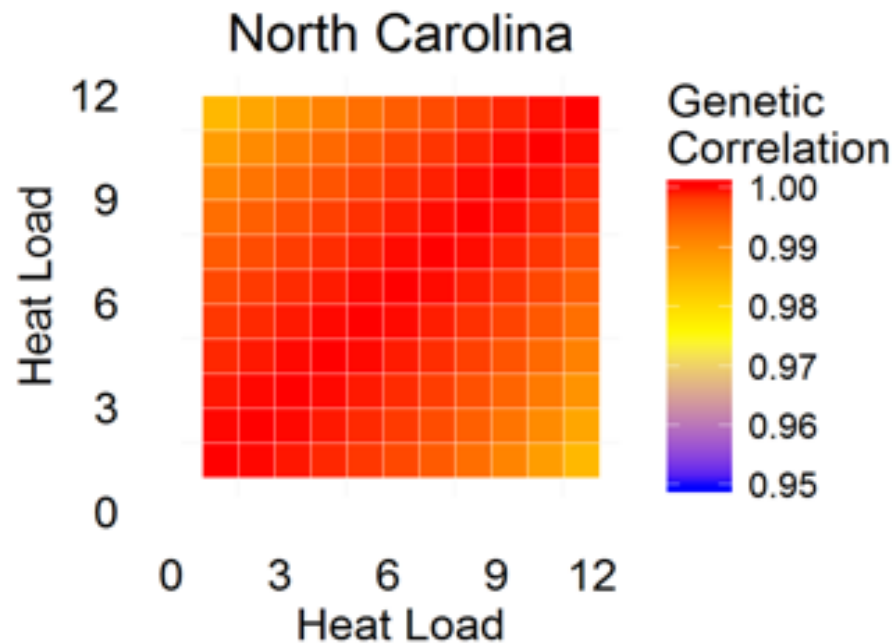 North Carolina
Heat Load
12
9
6
3
0
0 3 6 9 12
Heat Load
Genetic
Correlation
1.00
0.99
0.98
0.97
0.96
0.95